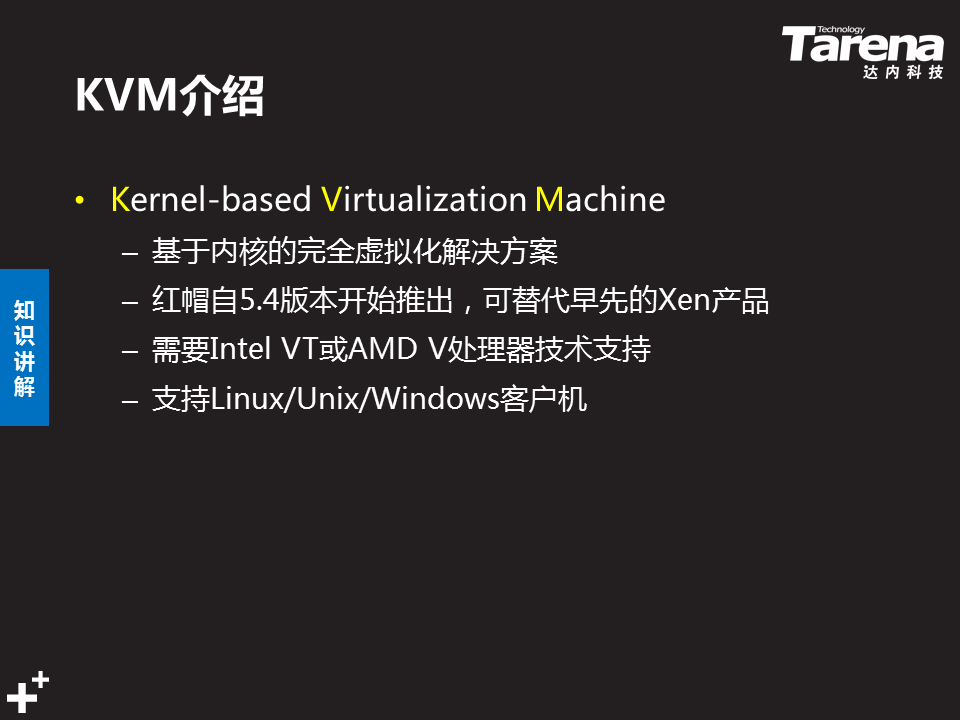 Technology
Tarena
达内科技
KVM介绍
• Kernel-based Virtualization Machine
– 基于内核的完全虚拟化解决方案
– 红帽自5.4版本开始推出，可替代早先的Xen产品
– 需要Intel VT或AMD V处理器技术支持
– 支持Linux/Unix/Windows客户机
知识讲解